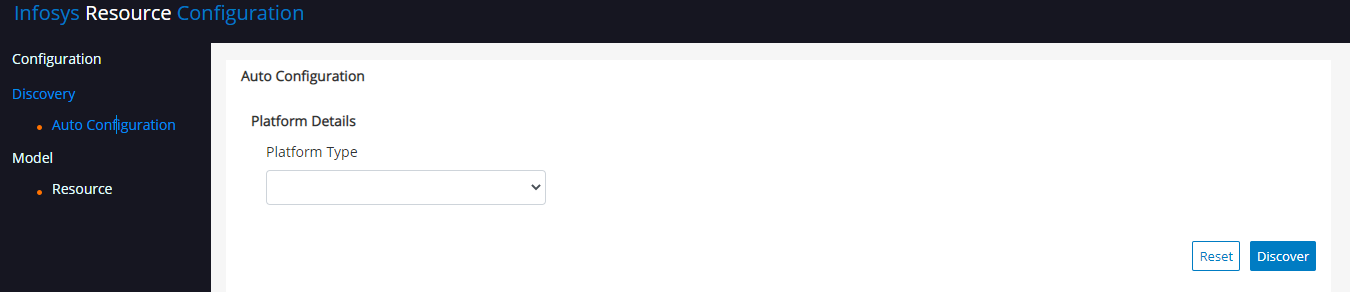 Infosys Resource Configuration
Configuration
Discovery
Auto Configuration
Model
Resource
Auto Configuration
Platform Details
Platform Type
Reset
Discover